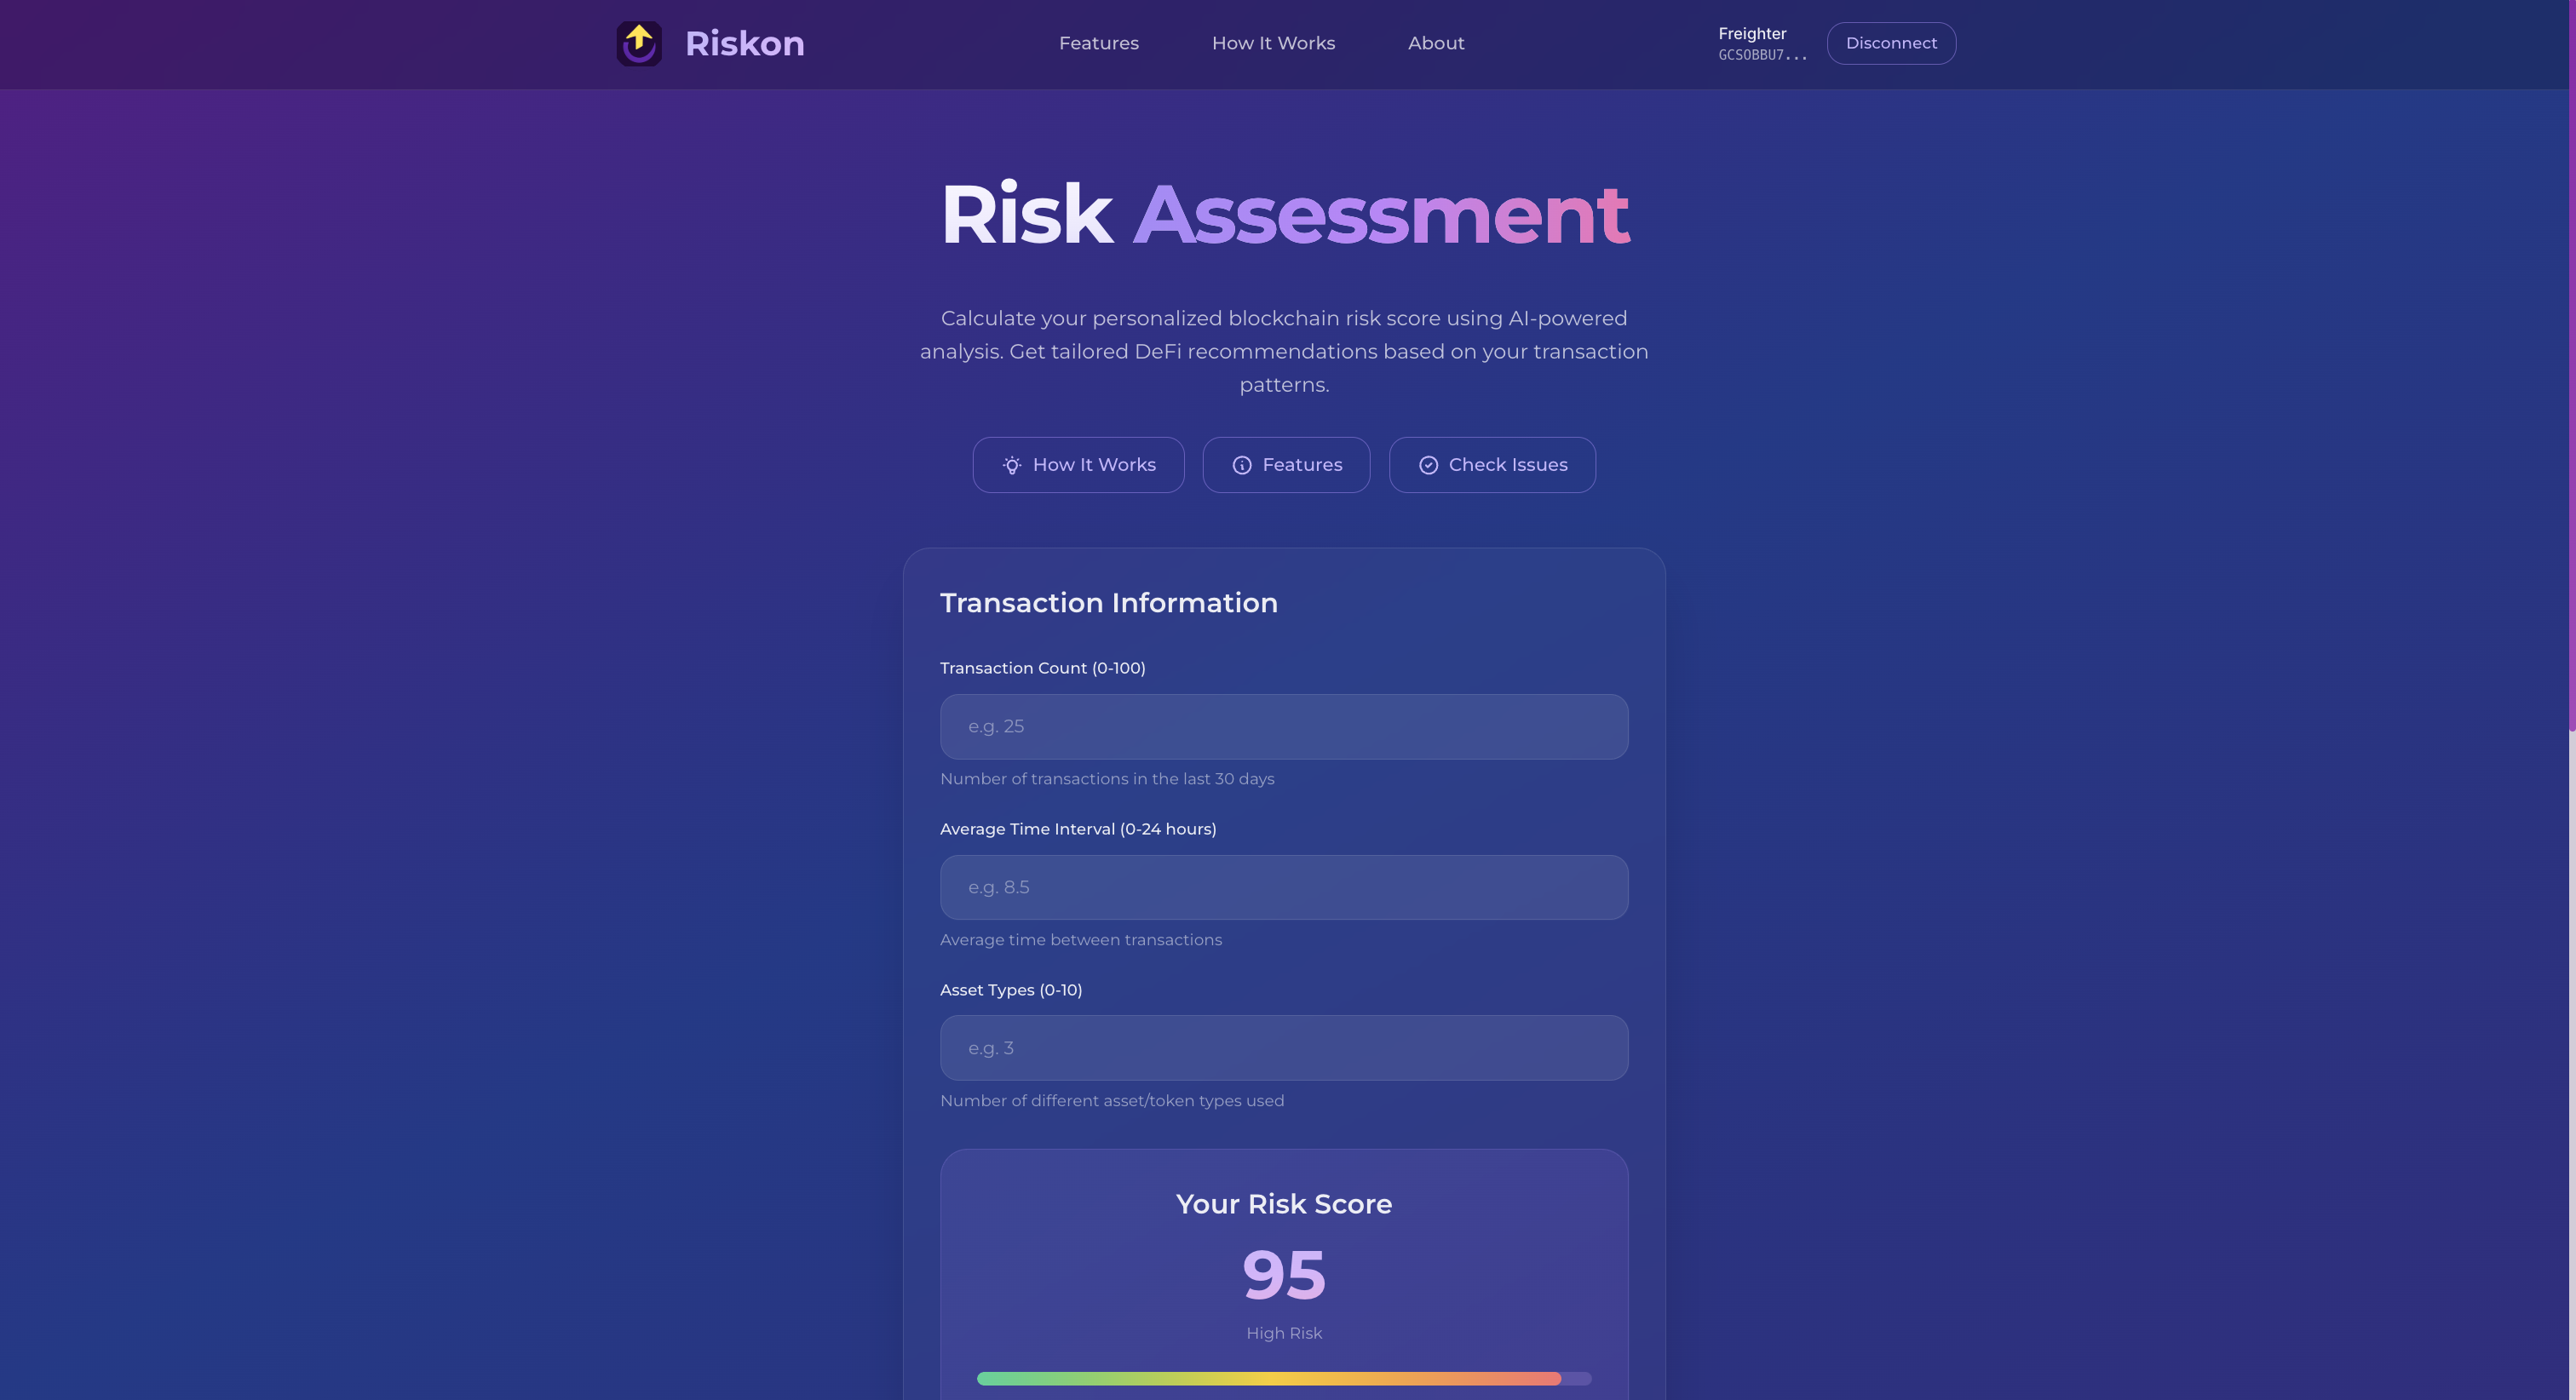 Riskon
Features
How It Works
About
Freighter
GCSOBBU7...
Disconnect
Risk Assessment
Calculate your personalized blockchain risk score using AI-powered
analysis. Get tailored DeFi recommendations based on your transaction
patterns.
How It Works
Features
Check Issues
Transaction Information
Transaction Count (0-100)
e.g. 25
Number of transactions in the last 30 days
Average Time Interval (0-24 hours)
e.g. 8.5
Average time between transactions
Asset Types (0-10)
e.g. 3
Number of different asset/token types used
Your Risk Score
95
High Risk